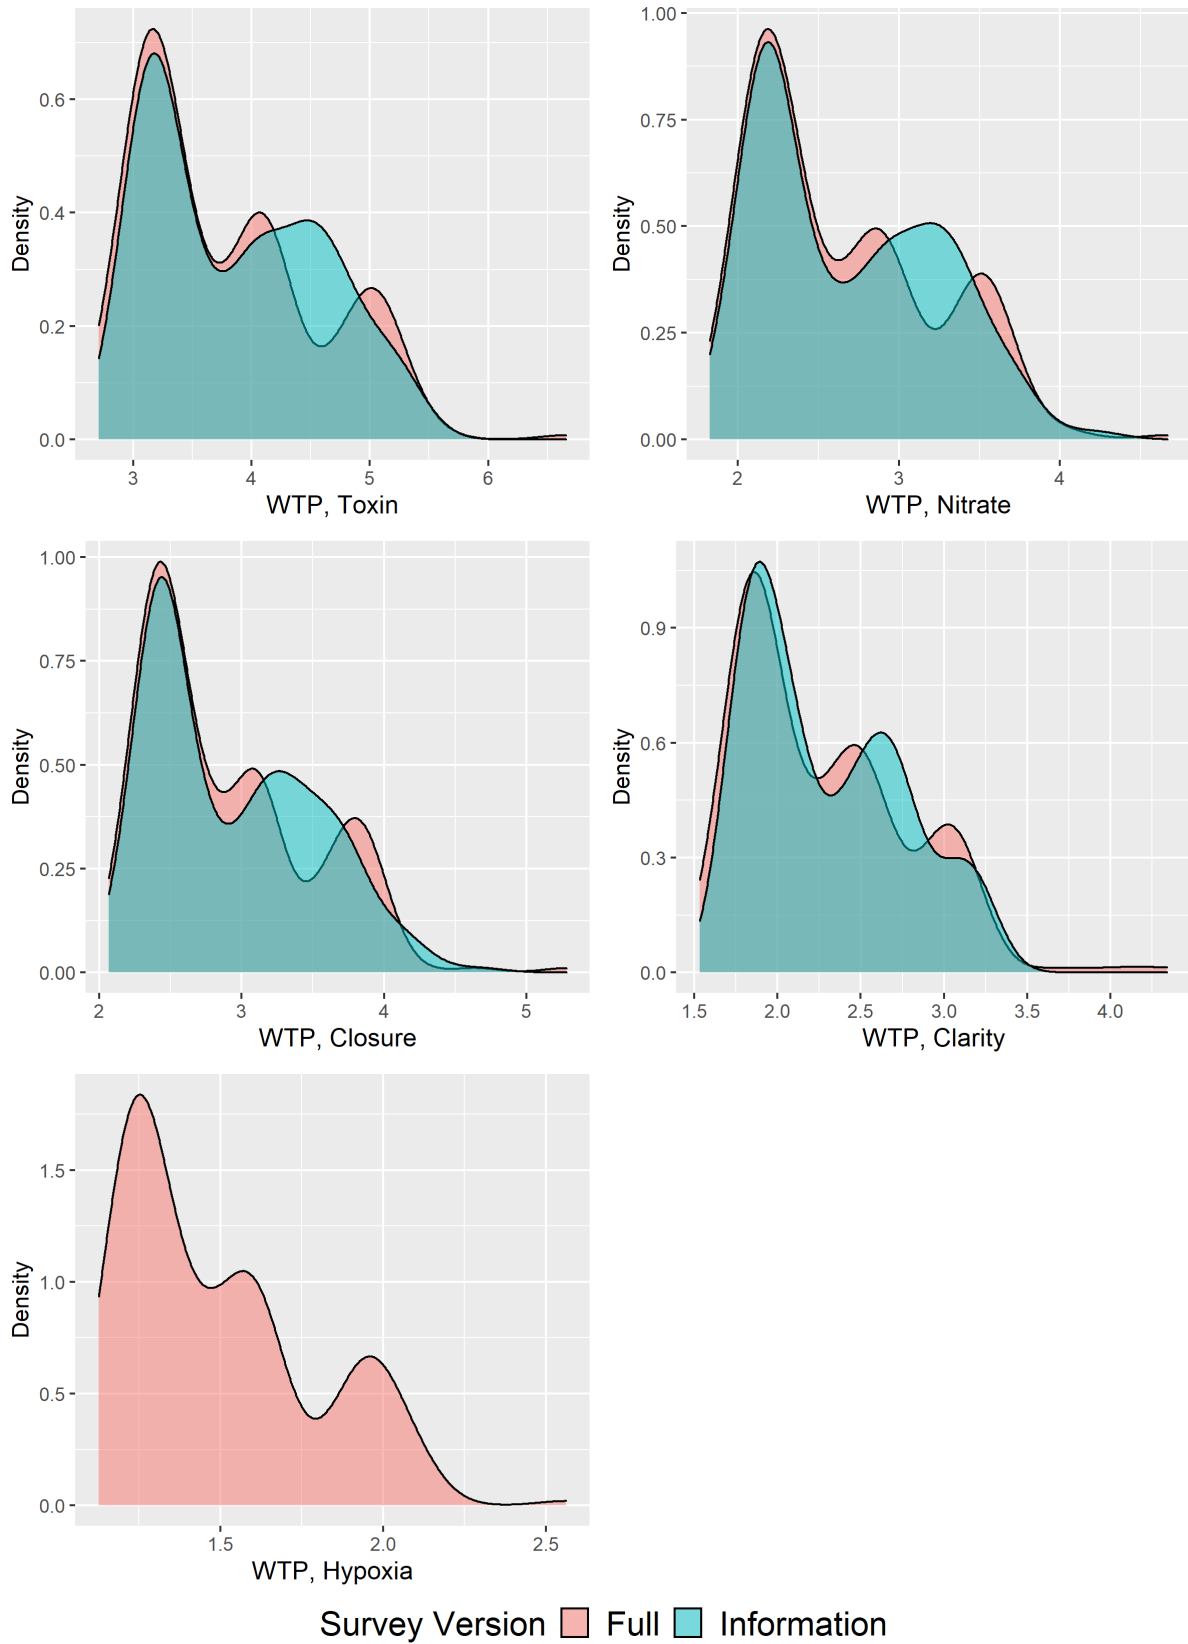 Density
0.6
0.4
0.2
0.0
3 4 5 6
WTP, Toxin
Density
1.00
0.75
0.50
0.25
0.00
2 3 4
WTP, Nitrate
Density
1.00
0.75
0.50
0.25
0.00
2 3 4 5
WTP, Closure
Density
0.9
0.6
0.3
0.0
1.5 2.0 2.5 3.0 3.5 4.0
WTP, Clarity
Density
1.5
1.0
0.5
0.0
1.5 2.0 2.5
WTP, Hypoxia
Survey Version Full Information